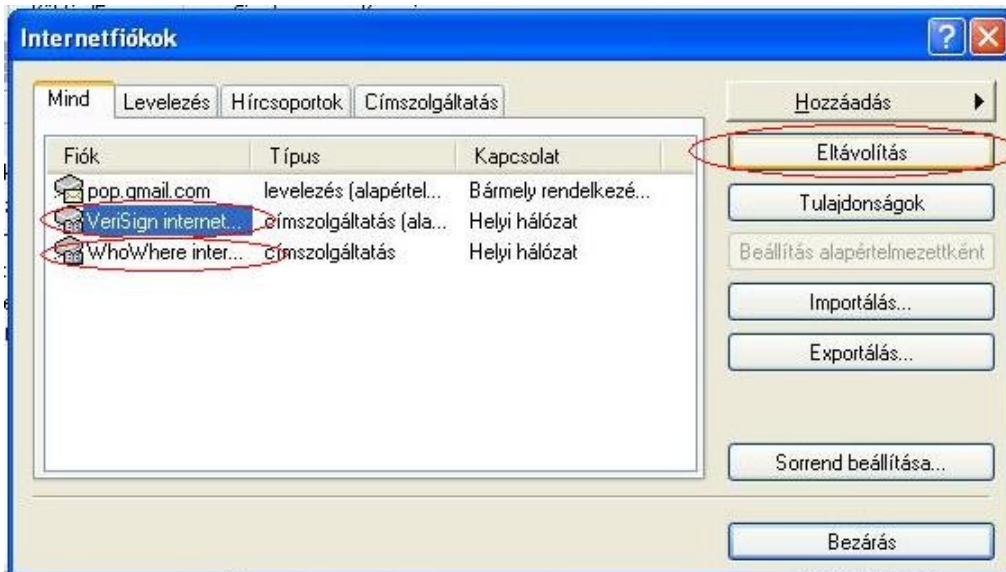 Internetfiókok
Mind Levelezés Hírcsoportok Címszolgáltatás
Fiók Típus Kapcsolat
pop.gmail.com levelezés (alapértel... Bármely rendelkezé...
VeriSign internet... címszolgáltatás (ala... Helyi hálózat
WhoWhere inter... címszolgáltatás Helyi hálózat
Hozzáadás
Eltávolítás
Tulajdonságok
Beállítás alapértelmezettként
Importálás...
Exportálás...
Sorrend beállítása...
Bezárás